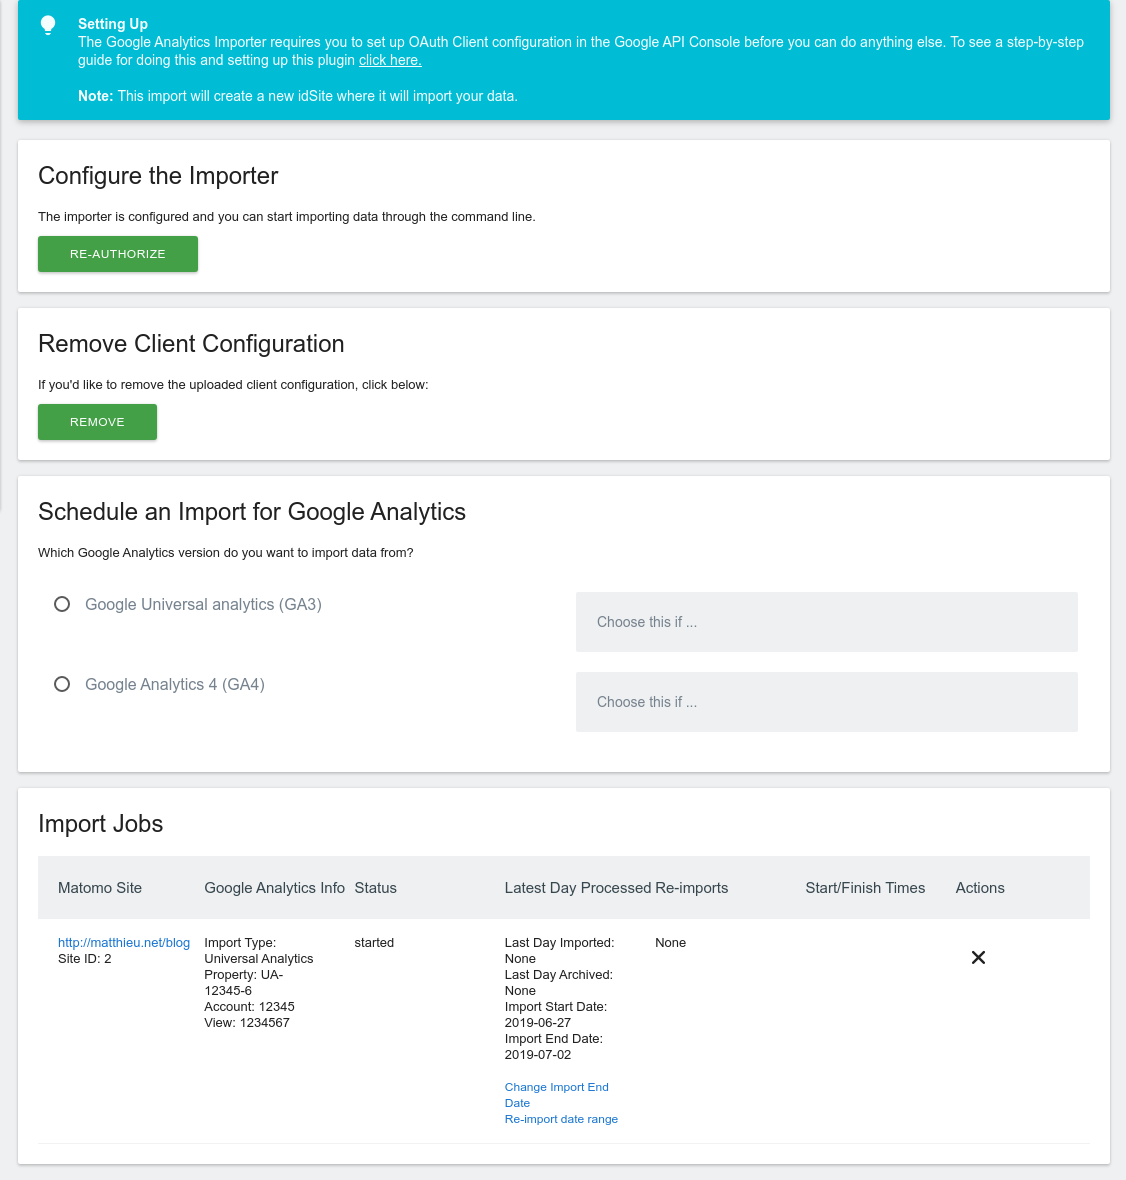 Setting Up
The Google Analytics Importer requires you to set up OAuth Client configuration in the Google API Console before you can do anything else. To see a step-by-step
guide for doing this and setting up this plugin click here.
Note: This import will create a new idSite where it will import your data.
Configure the Importer
The importer is configured and you can start importing data through the command line.
RE-AUTHORIZE
Remove Client Configuration
If you'd like to remove the uploaded client configuration, click below:
REMOVE
Schedule an Import for Google Analytics
Which Google Analytics version do you want to import data from?
Google Universal analytics (GA3)
Choose this if ...
Google Analytics 4 (GA4)
Choose this if ...
Import Jobs
Matomo Site Google Analytics Info Status Latest Day Processed Re-imports Start/Finish Times Actions
http://matthieu.net/blog
Site ID: 2
Import Type:
Universal Analytics
Property: UA-
12345-6
Account: 12345
View: 1234567
started
Last Day Imported:
None
Last Day Archived:
None
Import Start Date:
2019-06-27
Import End Date:
2019-07-02
Change Import End
Date
Re-import date range
None